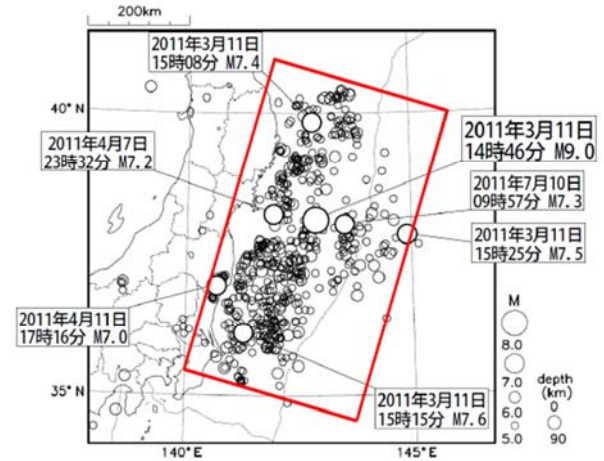 200km
2011年3月11日
15時08分 M7.4
40°N
2011年3月11日
14時46分 M9.0
2011年4月7日
23時32分 M7.2
2011年7月10日
09時57分 M7.3
2011年3月11日
15時25分 M7.5
2011年4月11日
17時16分 M7.0
M
8.0
7.0
6.0
5.0
depth
(km)
0
90
35°N
2011年3月11日
15時15分 M7.6
140°E
145°E